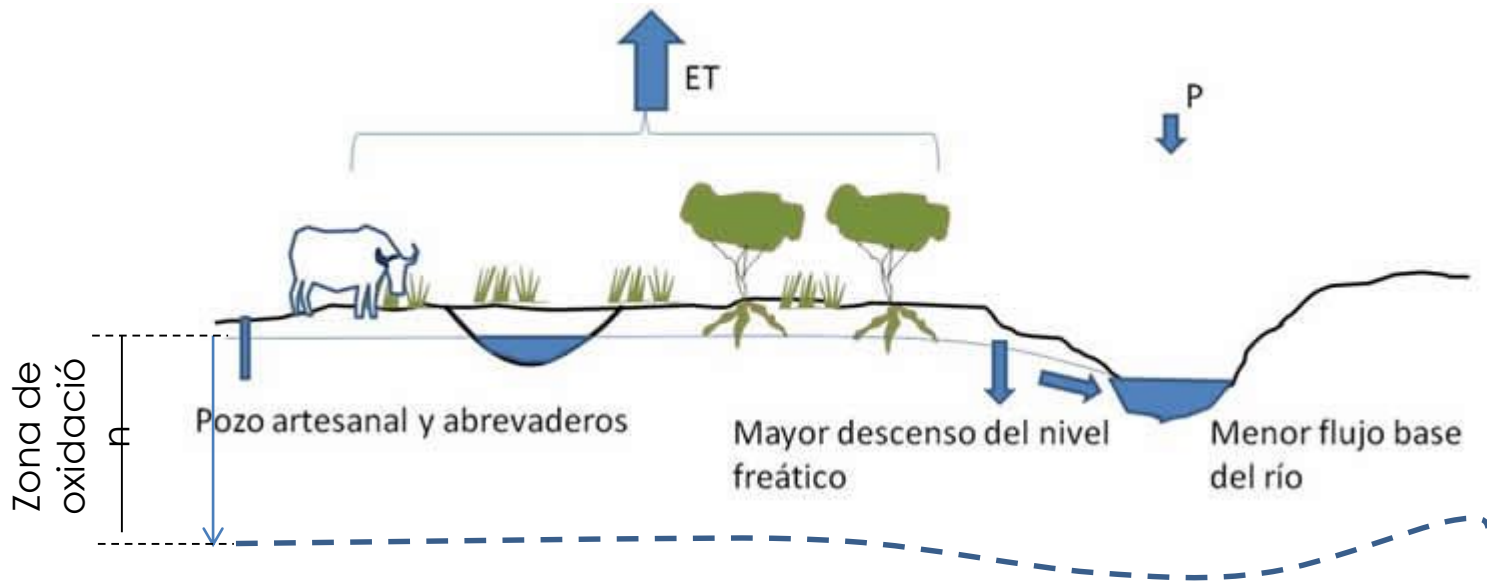 ET
P
Zona de
oxidació
n
Pozo artesanal y abrevaderos
Mayor descenso del nivel
freático
Menor flujo base
del río